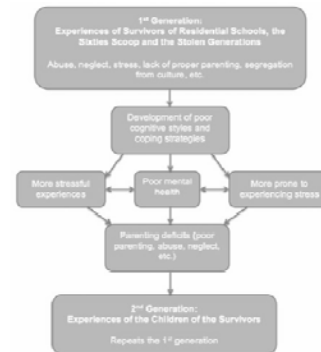 1st Generation:
Experiences of Survivors of Residential Schools, the
Sixties Scoop and the Stolen Generations
Abuse, neglect, stress, lack of proper parenting, segregation
from culture, etc.
Development of poor
cognitive styles and
coping strategies
More stressful
experiences
Poor mental
health
More prone to
experiencing stress
Parenting deficits (poor
parenting, abuse, neglect,
etc.)
2nd Generation:
Experiences of the Children of the Survivors
Repeats the 1st generation